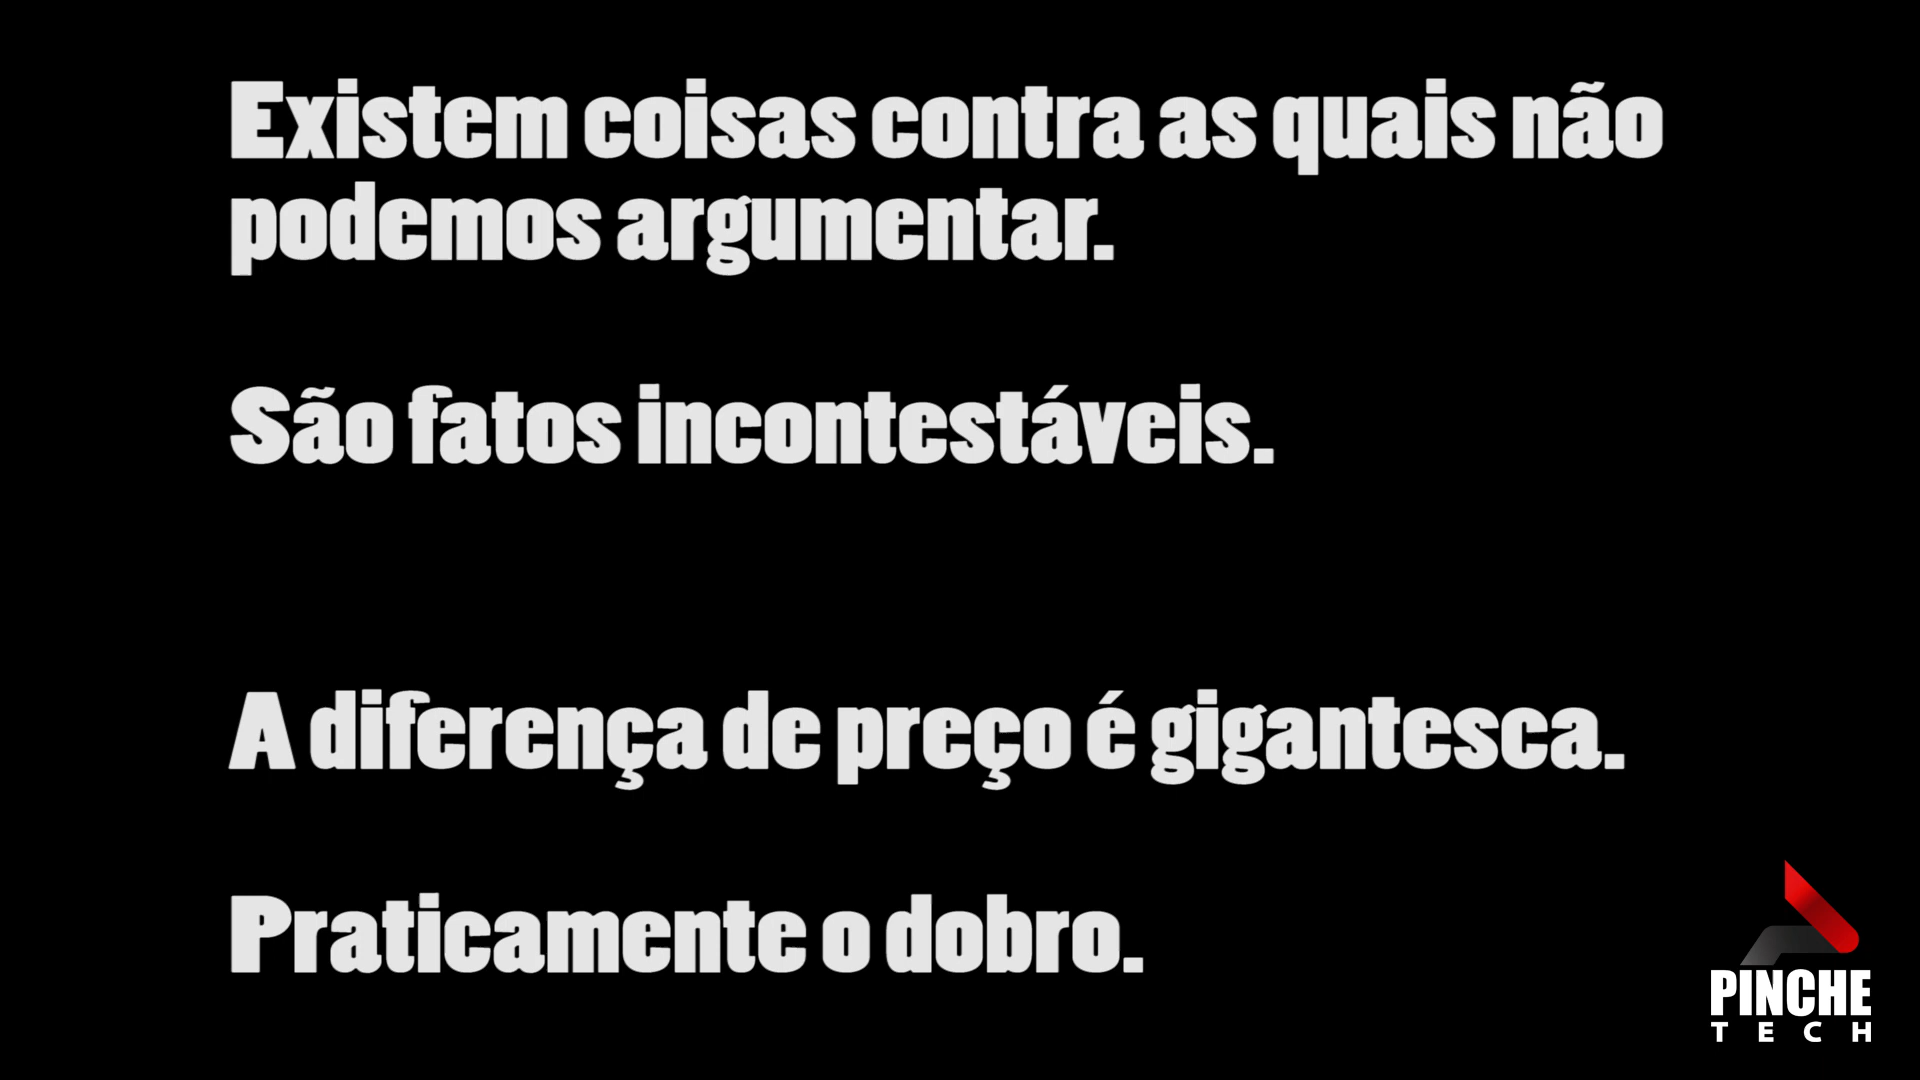 Existem coisas contra as quais não
podemos argumentar.
São fatos incontestáveis.
A diferença de preço é gigantesca.
Praticamente o dobro.
PINCHE
TECH